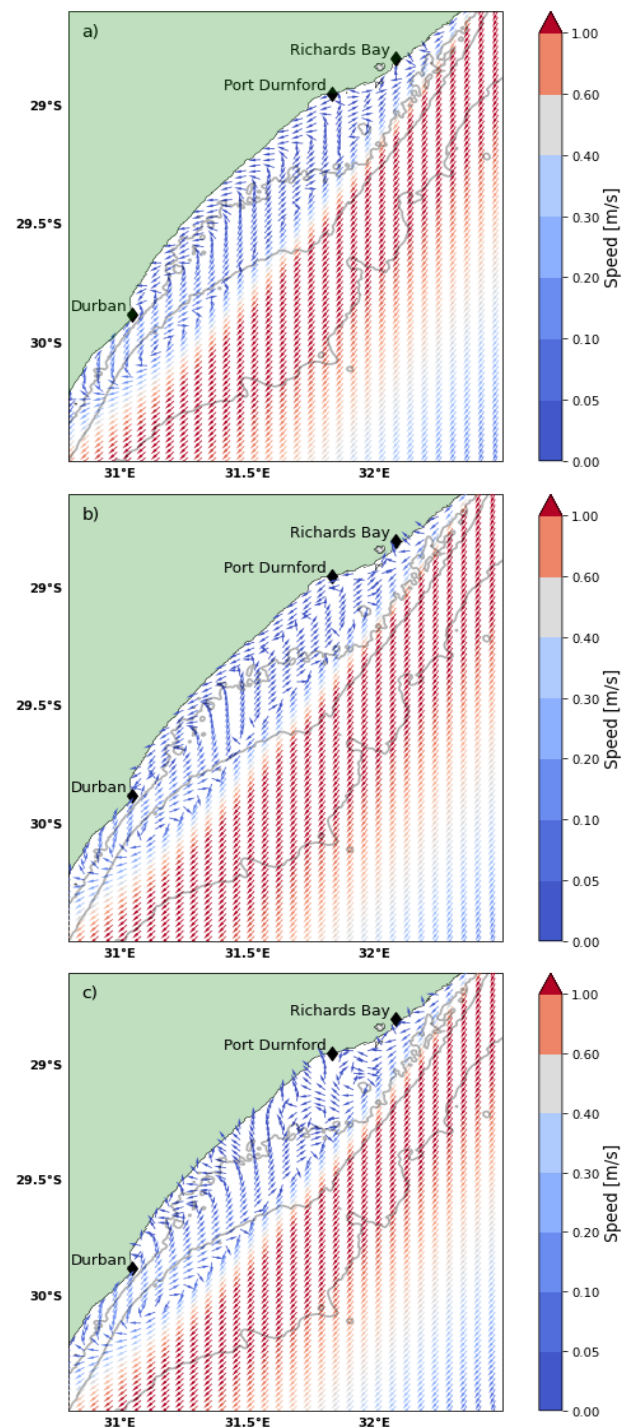 a)
Richards Bay
Port Durnford
Durban
29°S
29.5°S
30°S
31°E
31.5°E
32°E
1.00
0.60
0.40
0.30
0.20
0.10
0.05
0.00
Speed [m/s]
b)
Richards Bay
Port Durnford
Durban
29°S
29.5°S
30°S
31°E
31.5°E
32°E
1.00
0.60
0.40
0.30
0.20
0.10
0.05
0.00
Speed [m/s]
c)
Richards Bay
Port Durnford
Durban
29°S
29.5°S
30°S
31°E
31.5°E
32°E
1.00
0.60
0.40
0.30
0.20
0.10
0.05
0.00
Speed [m/s]